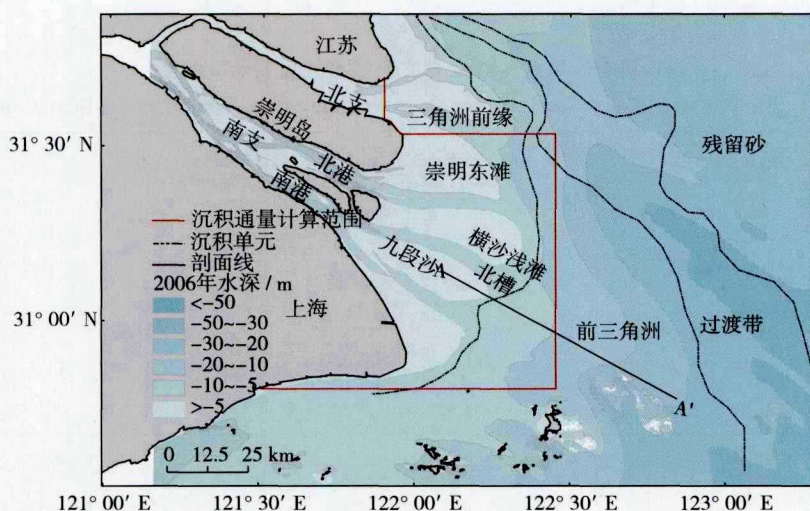 江苏
北支
崇明岛
三角洲前缘
31° 30′ N
南支
北港
崇明东滩
残留砂
南港
沉积通量计算范围
沉积单元
剖面线
九段沙
A
横沙浅滩
北槽
2006年水深 / m
<-50
-50~-30
-30~-20
-20~-10
-10~-5
>-5
上海
31° 00′ N
前三角洲
过渡带
A'
0 12.5 25 km
121° 00′ E
121° 30′ E
122° 00′ E
122° 30′ E
123° 00′ E